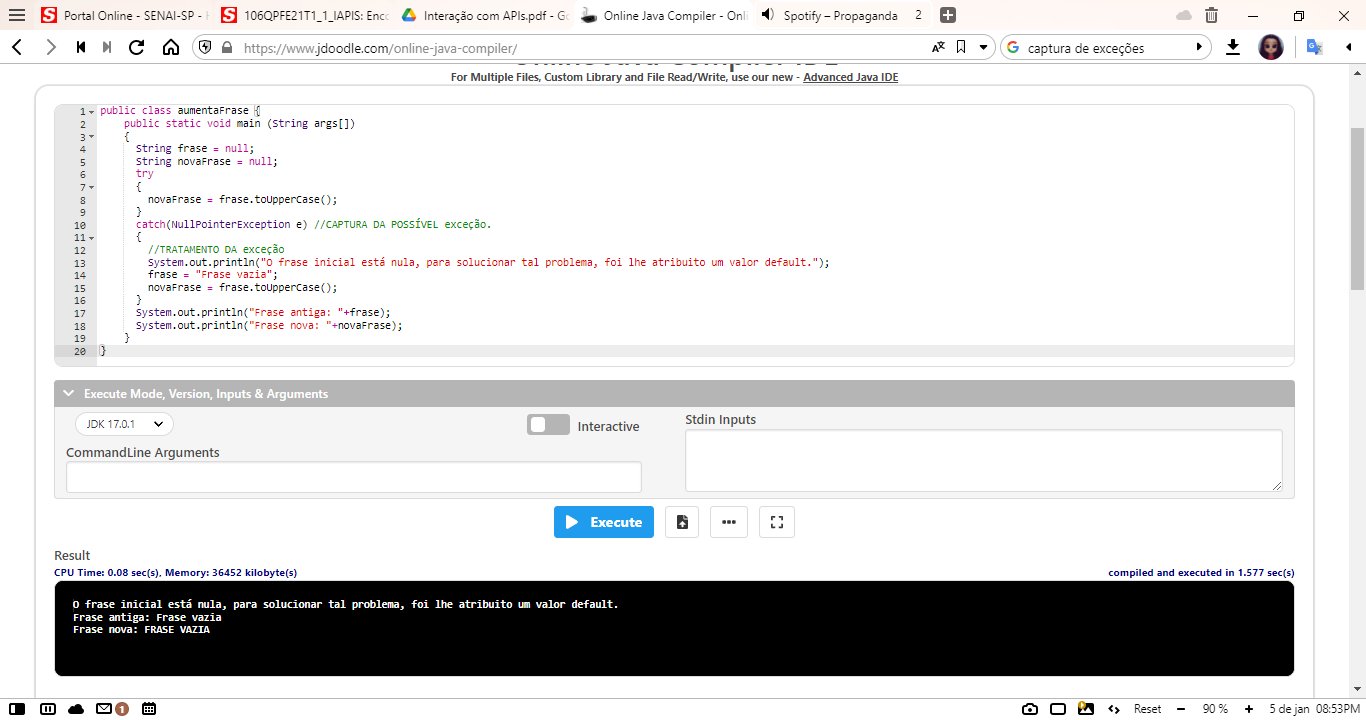 Portal Online - SENAI-SP -
106QPFE21T1_1_IAPIS: Enco
Interação com APIs.pdf - Go
Online Java Compiler - Onli
Spotify – Propaganda 2
https://www.jdoodle.com/online-java-compiler/
captura de exceções
For Multiple Files, Custom Library and File Read/Write, use our new - Advanced Java IDE
1 public class aumentaFrase {
2 public static void main (String args[])
3 {
4 String frase = null;
5 String novaFrase = null;
6 try
7 {
8 novaFrase = frase.toUpperCase();
9 }
10 catch(NullPointerException e) //CAPTURA DA POSSÍVEL exceção.
11 {
12 //TRATAMENTO DA exceção
13 System.out.println("O frase inicial está nula, para solucionar tal problema, foi lhe atribuito um valor default.");
14 frase = "Frase vazia";
15 novaFrase = frase.toUpperCase();
16 }
17 System.out.println("Frase antiga: "+frase);
18 System.out.println("Frase nova: "+novaFrase);
19 }
20 }
Execute Mode, Version, Inputs & Arguments
JDK 17.0.1
Interactive
Stdin Inputs
CommandLine Arguments
Execute
Result
CPU Time: 0.08 sec(s), Memory: 36452 kilobyte(s)
compiled and executed in 1.577 sec(s)
O frase inicial está nula, para solucionar tal problema, foi lhe atribuito um valor default.
Frase antiga: Frase vazia
Frase nova: FRASE VAZIA
1
Reset
90 %
5 de jan 08:53PM